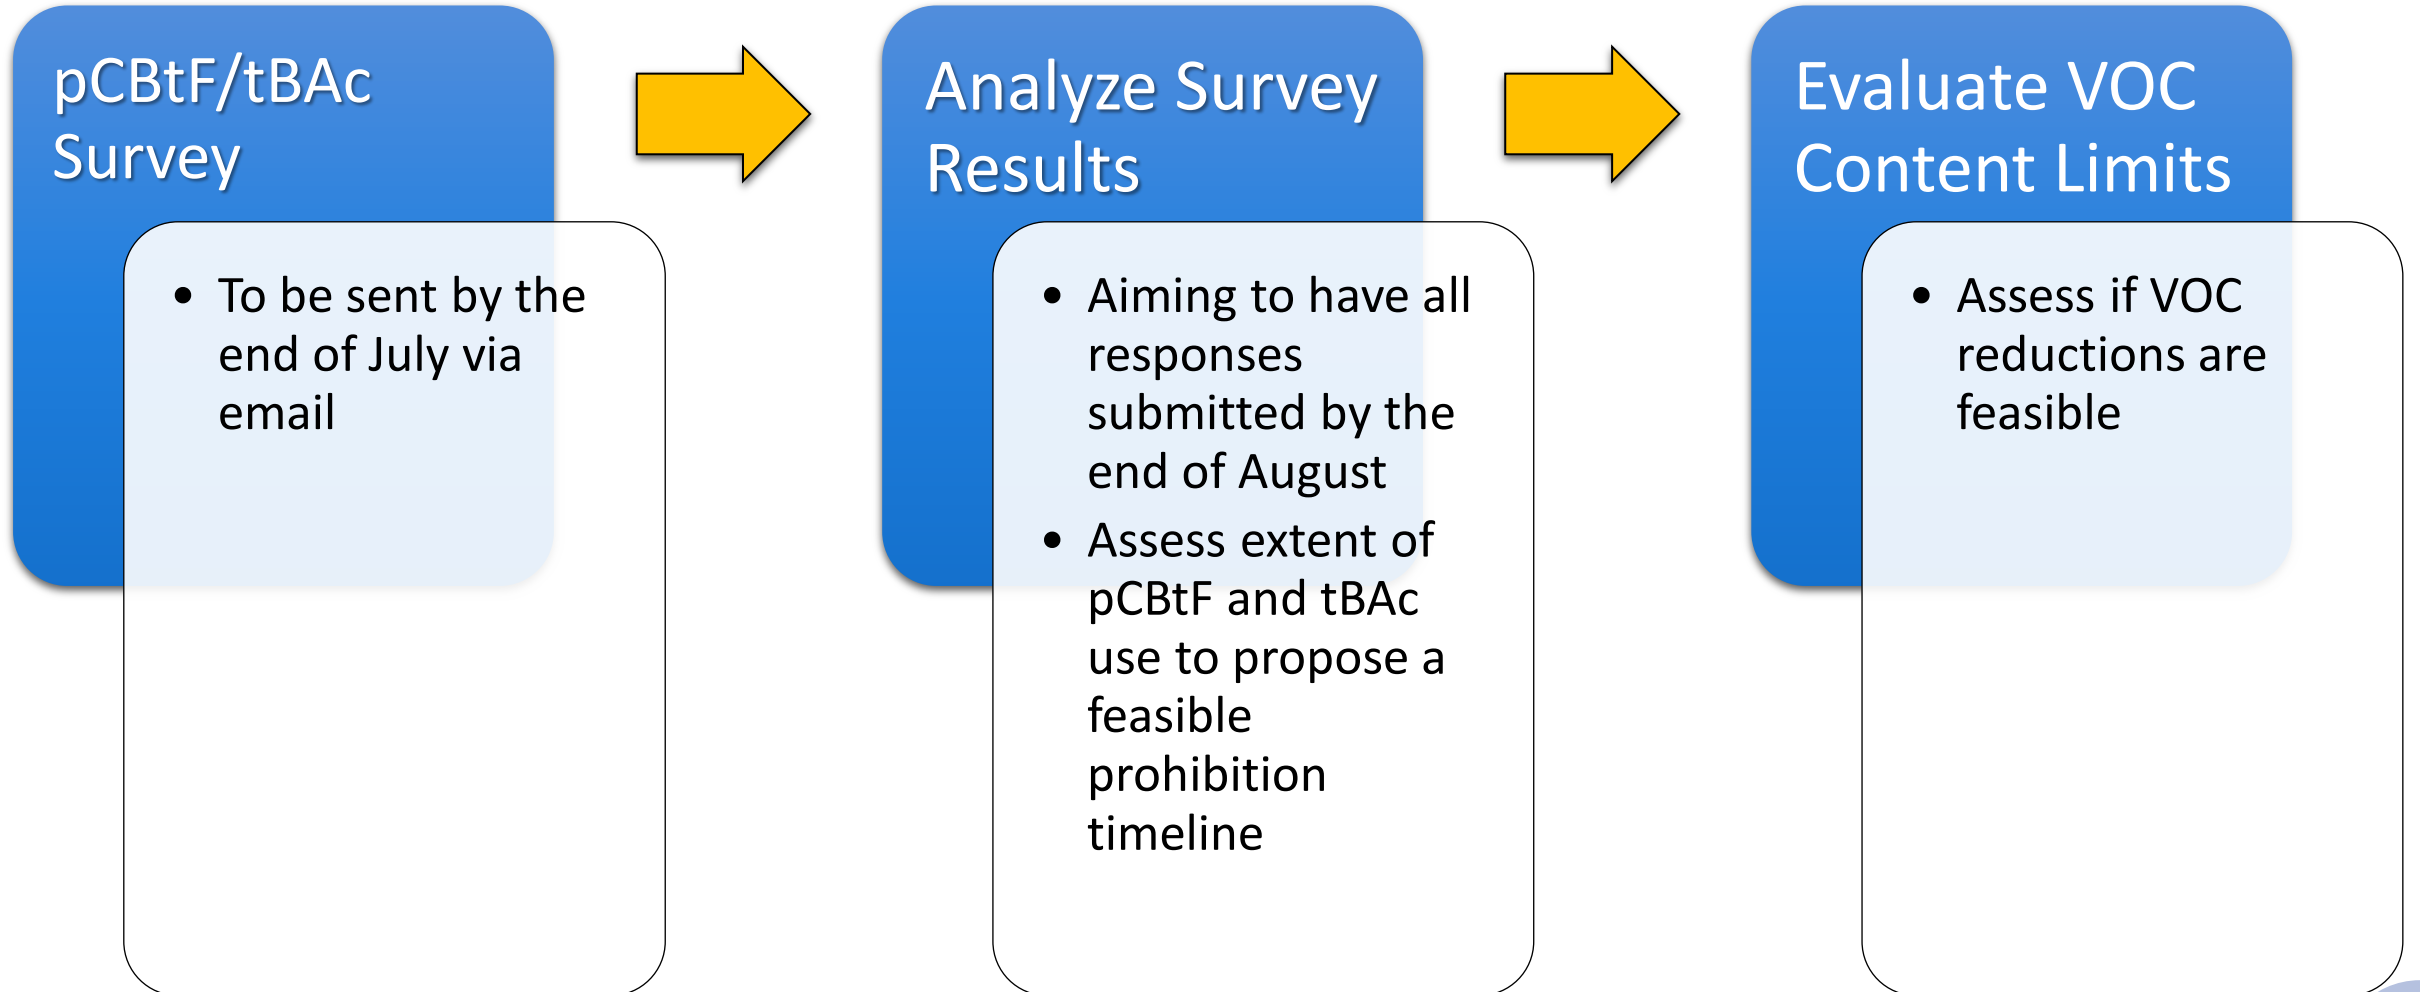 pCBtF/tBAc
Survey
• To be sent by the
end of July via
email
Analyze Survey
Results
• Aiming to have all
responses
submitted by the
end of August
• Assess extent of
pCBtF and tBAc
use to propose a
feasible
prohibition
timeline
Evaluate VOC
Content Limits
• Assess if VOC
reductions are
feasible